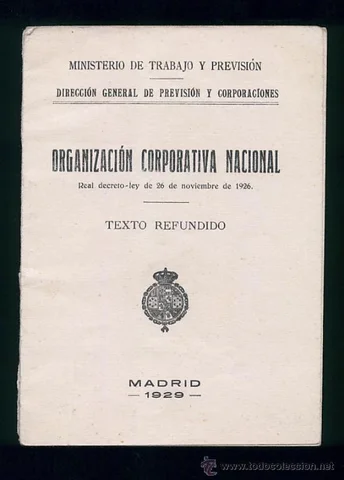 MINISTERIO DE TRABAJO Y PREVISIÓN
DIRECCIÓN GENERAL DE PREVISIÓN Y CORPORACIONES
ORGANIZACIÓN CORPORATIVA NACIONAL
Real decreto-ley de 26 de noviembre de 1926.
TEXTO REFUNDIDO
MADRID
— 1929 —
© www.todocoleccion.net